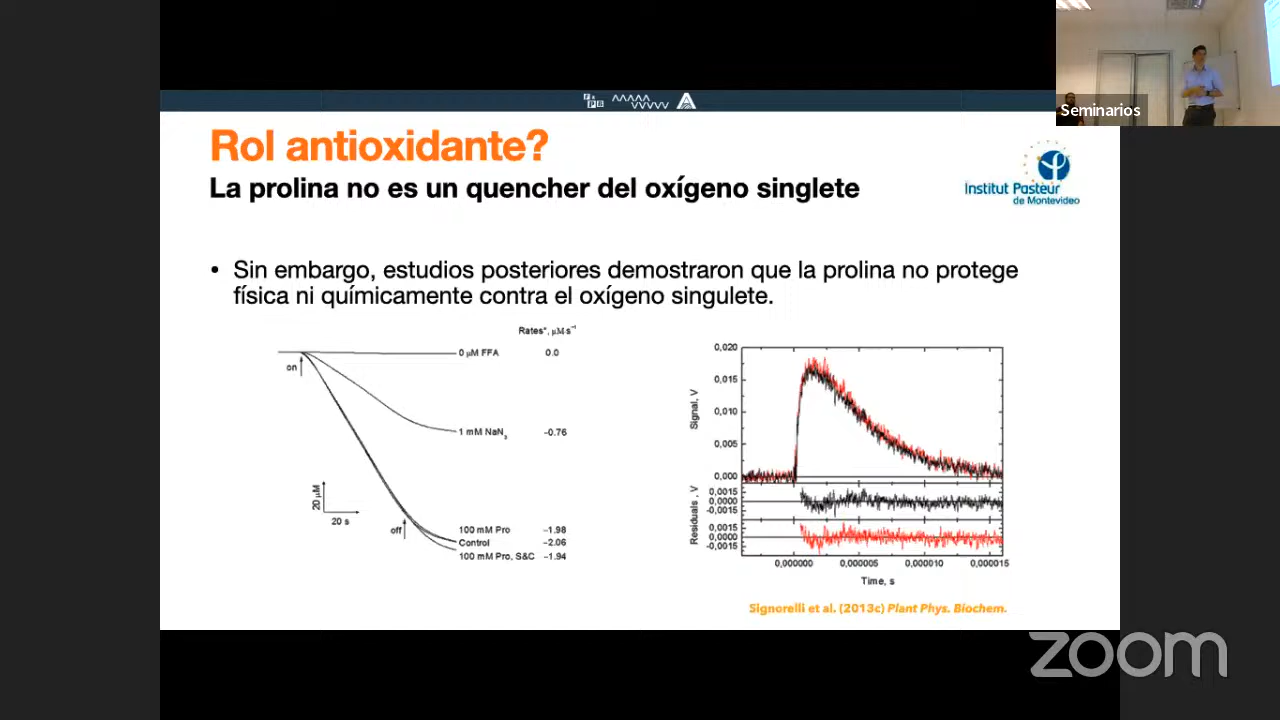 Seminarios
Rol antioxidante?
La prolina no es un quencher del oxígeno singlete
Institut Pasteur
de Montevideo
• Sin embargo, estudios posteriores demostraron que la prolina no protege
física ni químicamente contra el oxígeno singulete.
Rates*, μM s⁻¹
0 μM FFA 0.0
on
1 mM NaN₃ -0.76
20 μM
20 s
off
100 mM Pro -1.98
Control -2.06
100 mM Pro, S&C -1.94
Signal, V
0,020
0,015
0,010
0,005
0,000
Residuals, V
0,0015
0,0000
-0,0015
0,0015
0,0000
-0,0015
0,000000 0,000005 0,000010 0,000015
Time, s
Signorelli et al. (2013c) Plant Phys. Biochem.
zoom